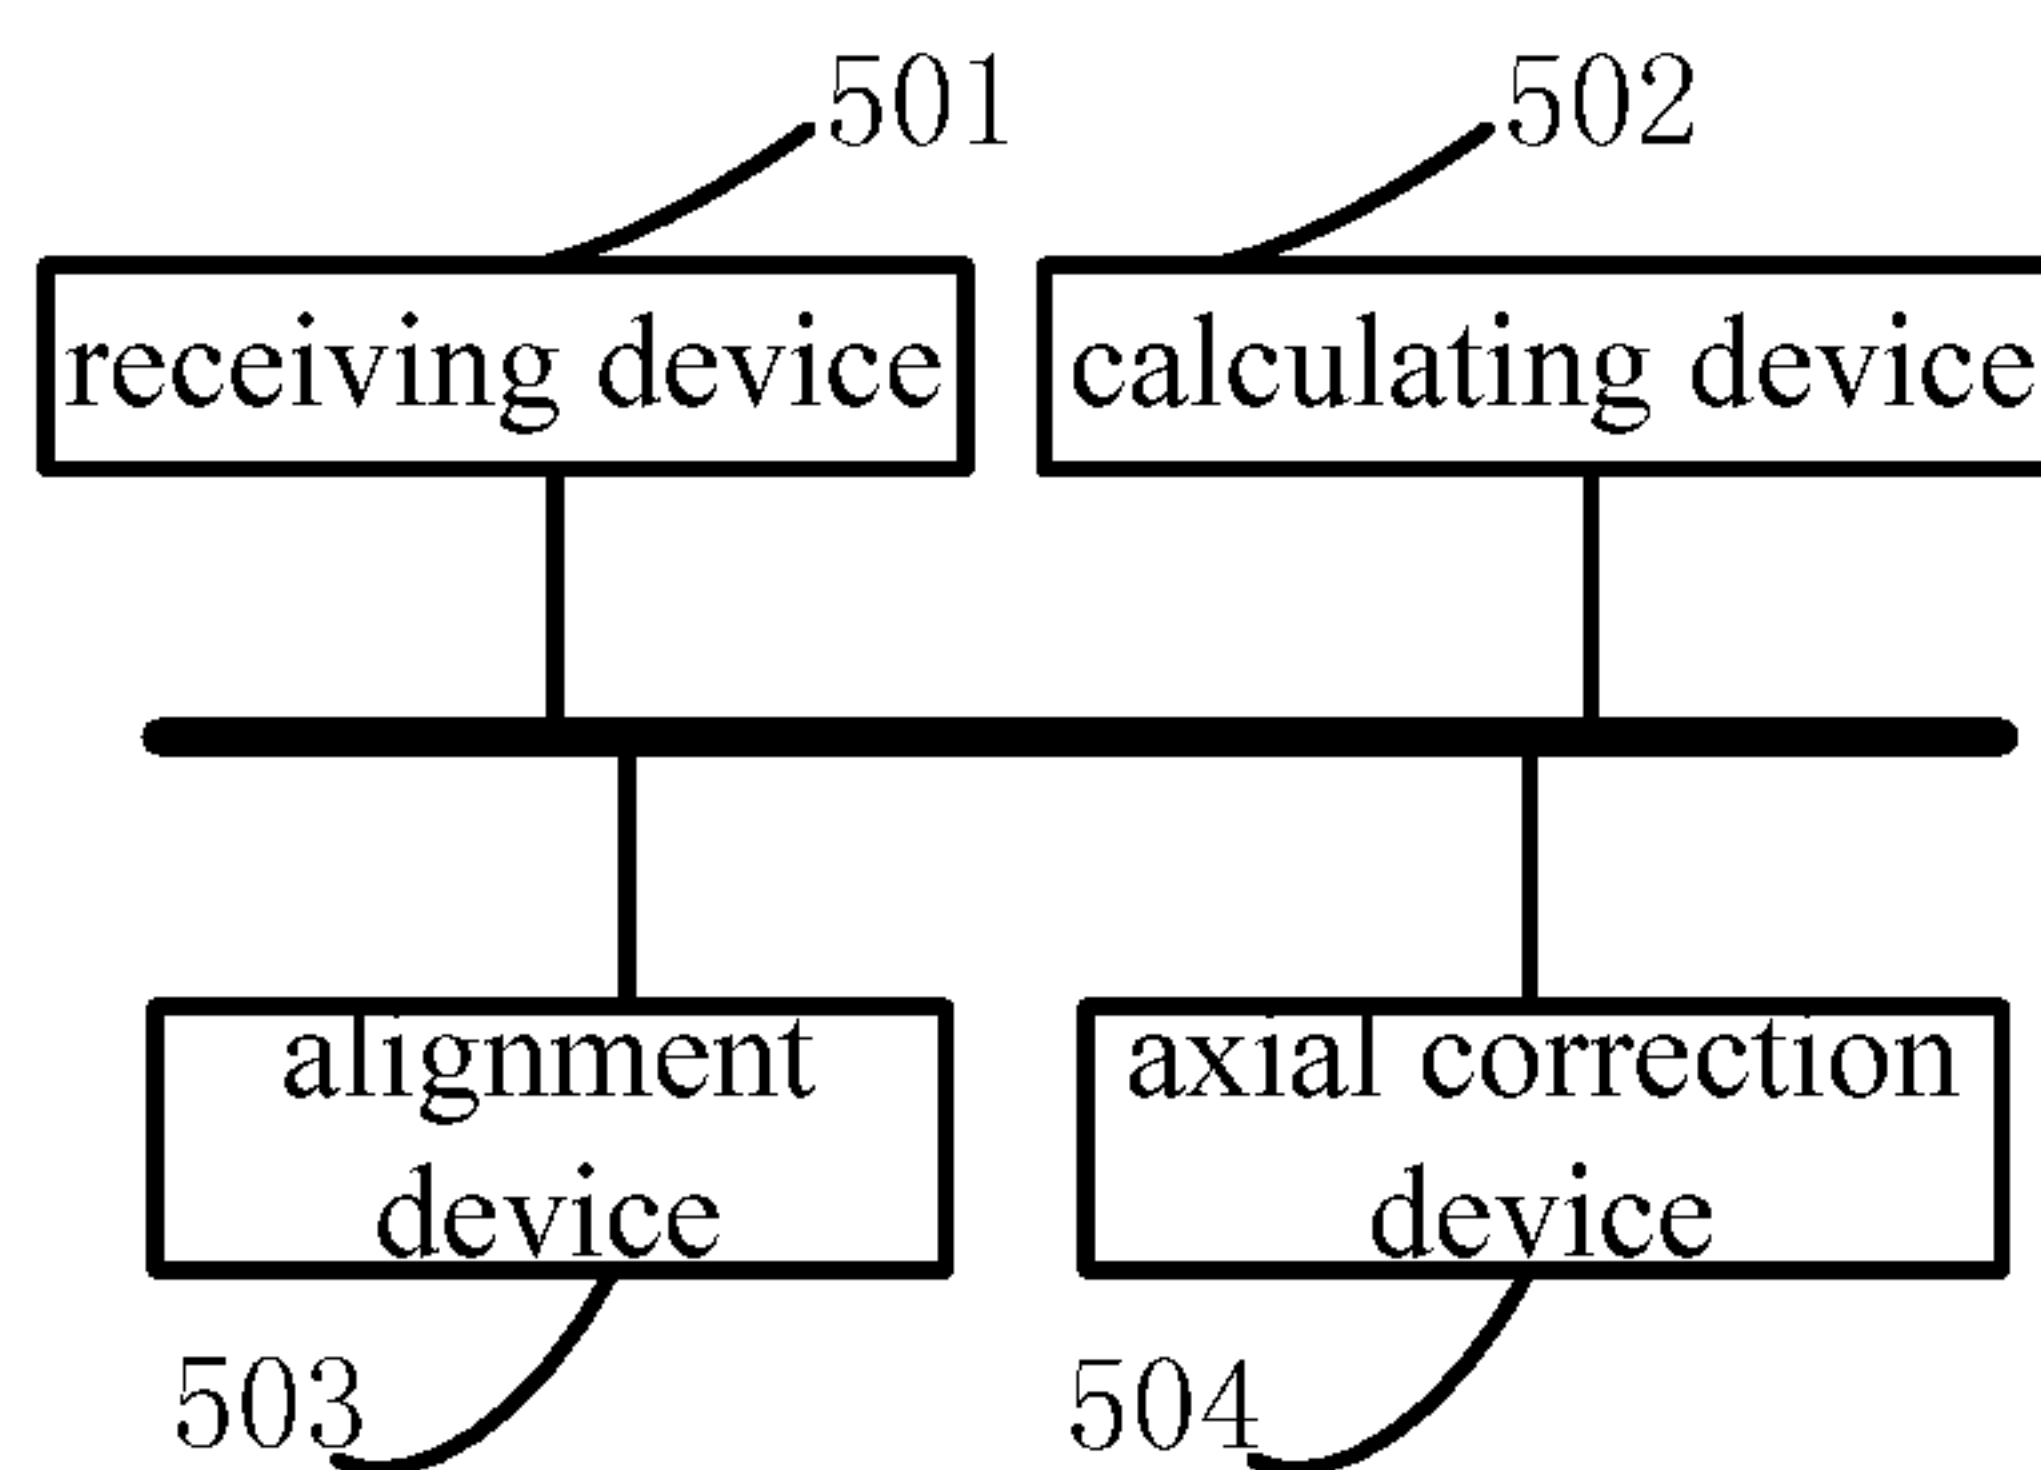 501
502
receiving device
calculating device
alignment
device
axial correction
device
503
504